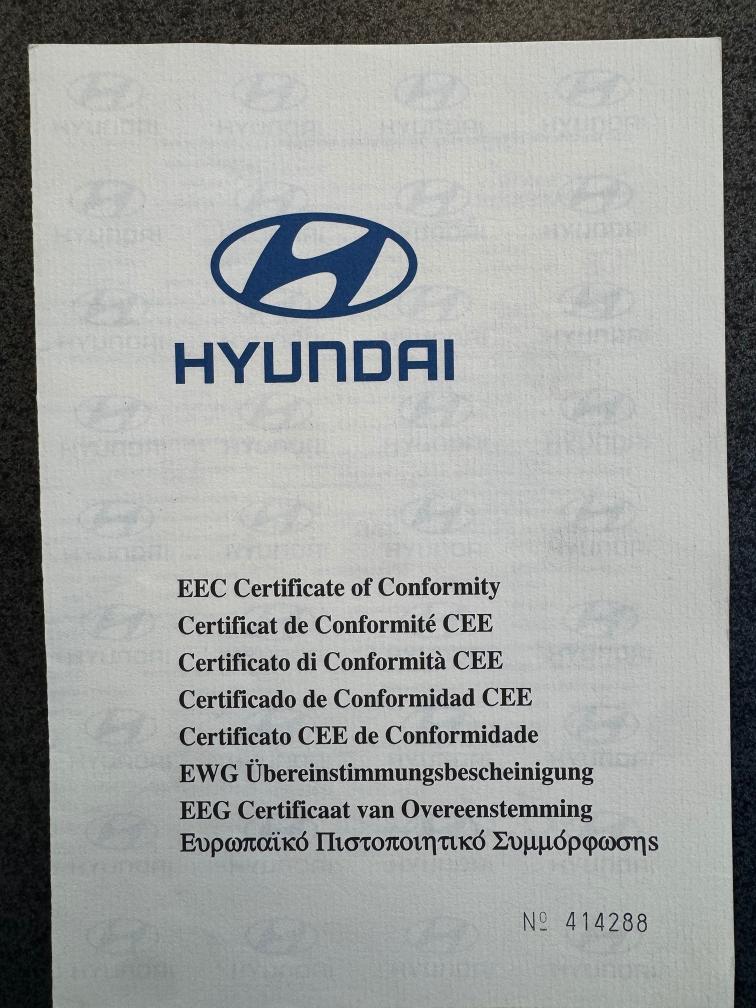 HYUNDAI
EEC Certificate of Conformity
Certificat de Conformité CEE
Certificato di Conformità CEE
Certificado de Conformidad CEE
Certificato CEE de Conformidade
EWG Übereinstimmungsbescheinigung
EEG Certificaat van Overeenstemming
Ευρωπαϊκό Πιστοποιητικό Συμμόρφωσης
Nº 414288